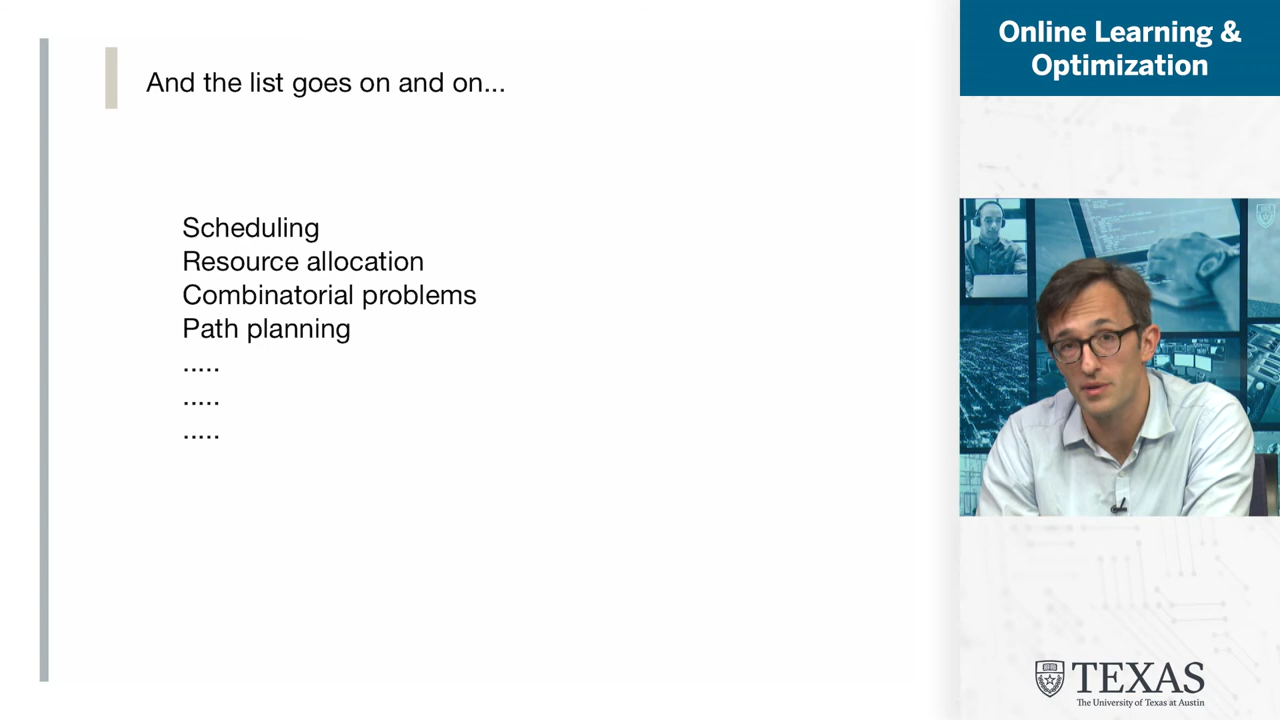 And the list goes on and on...
Scheduling
Resource allocation
Combinatorial problems
Path planning
.....
.....
.....
Online Learning &
Optimization
TEXAS
The University of Texas at Austin